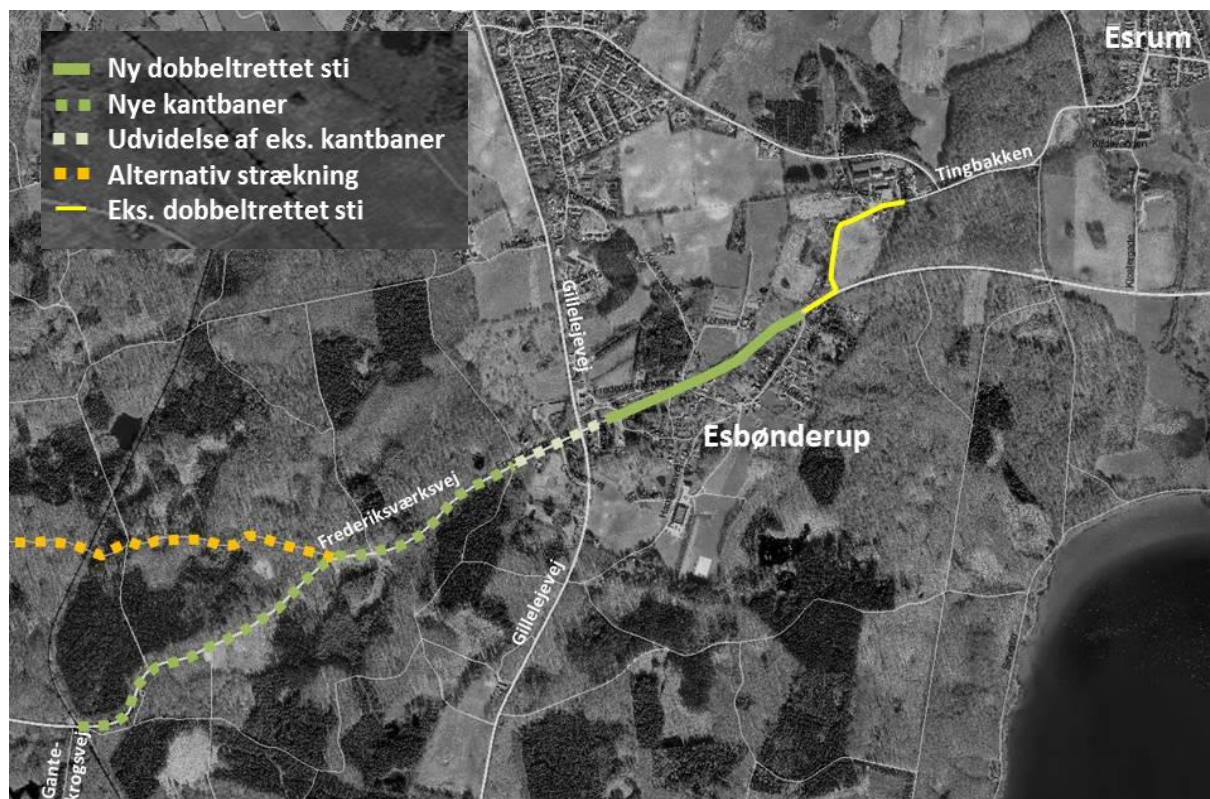 Esrum
Ny dobbeltrettet sti
Nye kantbaner
Udvidelse af eks. kantbaner
Alternativ strækning
Eks. dobbeltrettet sti
Tingbakken
Klostergade
Gillelejevej
Esbønderup
Frederiksværksvej
Gillelejevej
Gante-
krogsvej